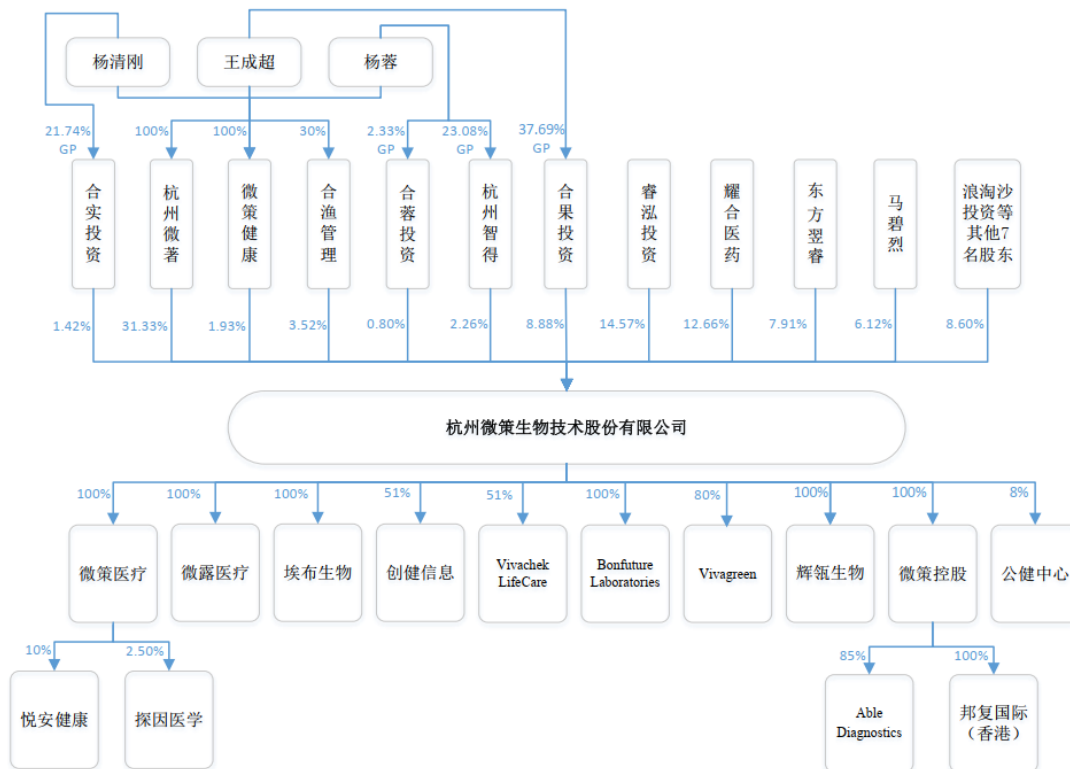 杨清刚
王成超
杨蓉
21.74%
GP
100%
100%
30%
2.33%
GP
23.08%
GP
37.69%
GP
合实投资
杭州微著
微策健康
合渔管理
合蓉投资
杭州智得
合果投资
睿泓投资
耀合医药
东方翌睿
马碧烈
浪淘沙
投资等
其他7
名股东
1.42%
31.33%
1.93%
3.52%
0.80%
2.26%
8.88%
14.57%
12.66%
7.91%
6.12%
8.60%
杭州微策生物技术股份有限公司
100%
100%
100%
51%
51%
100%
80%
100%
100%
8%
微策医疗
微露医疗
埃布生物
创健信息
Vivachek
LifeCare
Bonfuture
Laboratories
Vivagreen
辉瓴生物
微策控股
公健中心
10%
2.50%
85%
100%
悦安健康
探因医学
Able
Diagnostics
邦复国际
（香港）